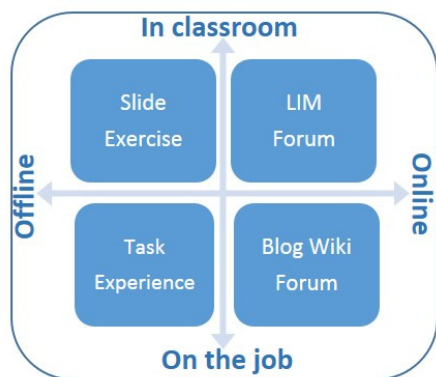 In classroom
Slide
Exercise
LIM
Forum
Offline
Online
Task
Experience
Blog Wiki
Forum
On the job